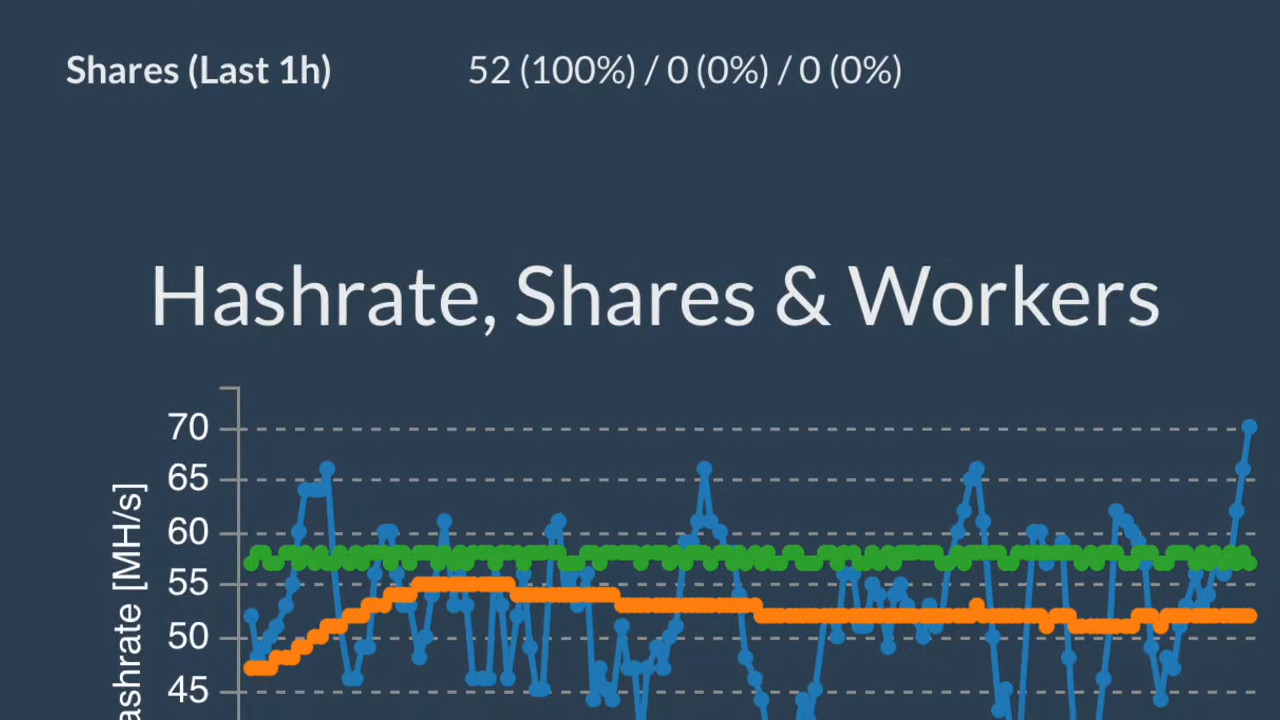 Shares (Last 1h) 52 (100%) / 0 (0%) / 0 (0%)
Hashrate, Shares & Workers
70
65
60
55
50
45
ashrate [MH/s]